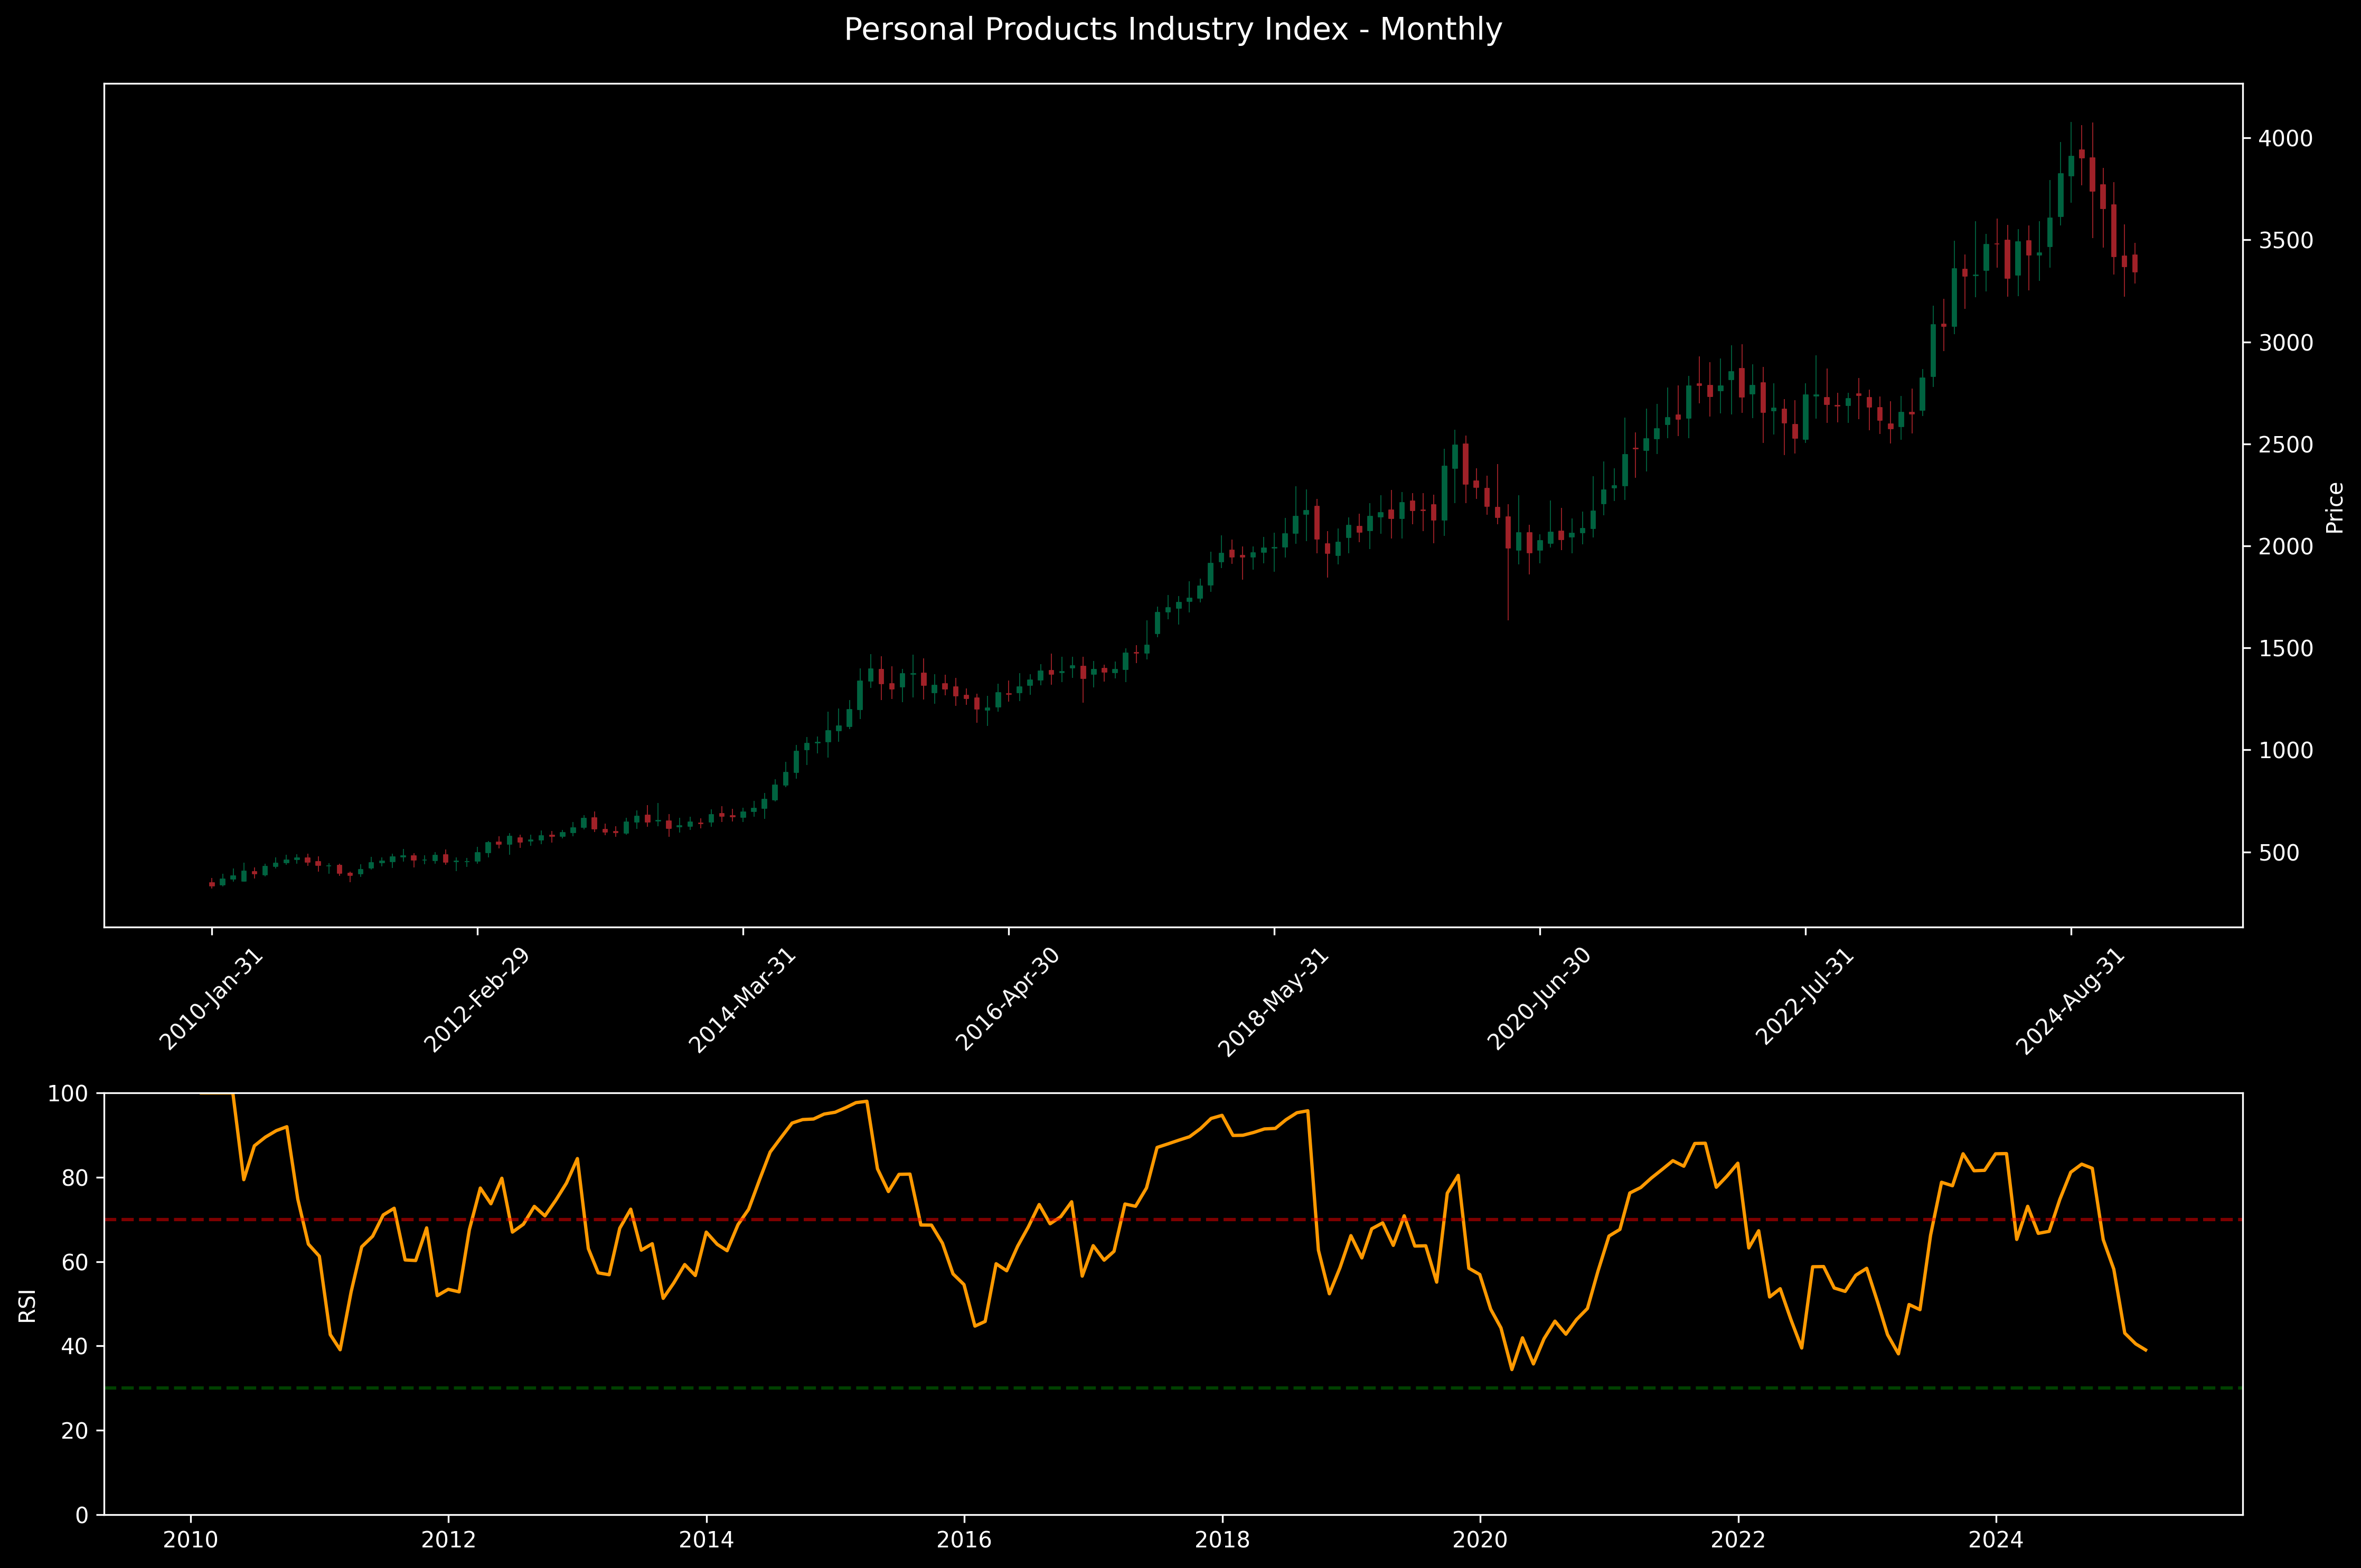 Personal Products Industry Index - Monthly
4000
3500
3000
2500
2000
1500
1000
500
Price
2010-Jan-31
2012-Feb-29
2014-Mar-31
2016-Apr-30
2018-May-31
2020-Jun-30
2022-Jul-31
2024-Aug-31
100
80
60
40
20
0
RSI
2010
2012
2014
2016
2018
2020
2022
2024